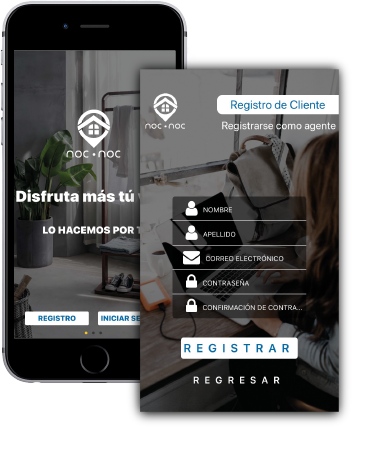 noc•noc
Disfruta más tú
LO HACEMOS POR
REGISTRO
INICIAR SE
noc•noc
Registro de Cliente
Registrarse como agente
NOMBRE
APELLIDO
CORREO ELECTRÓNICO
CONTRASEÑA
CONFIRMACIÓN DE CONTRA...
REGISTRAR
REGRESAR